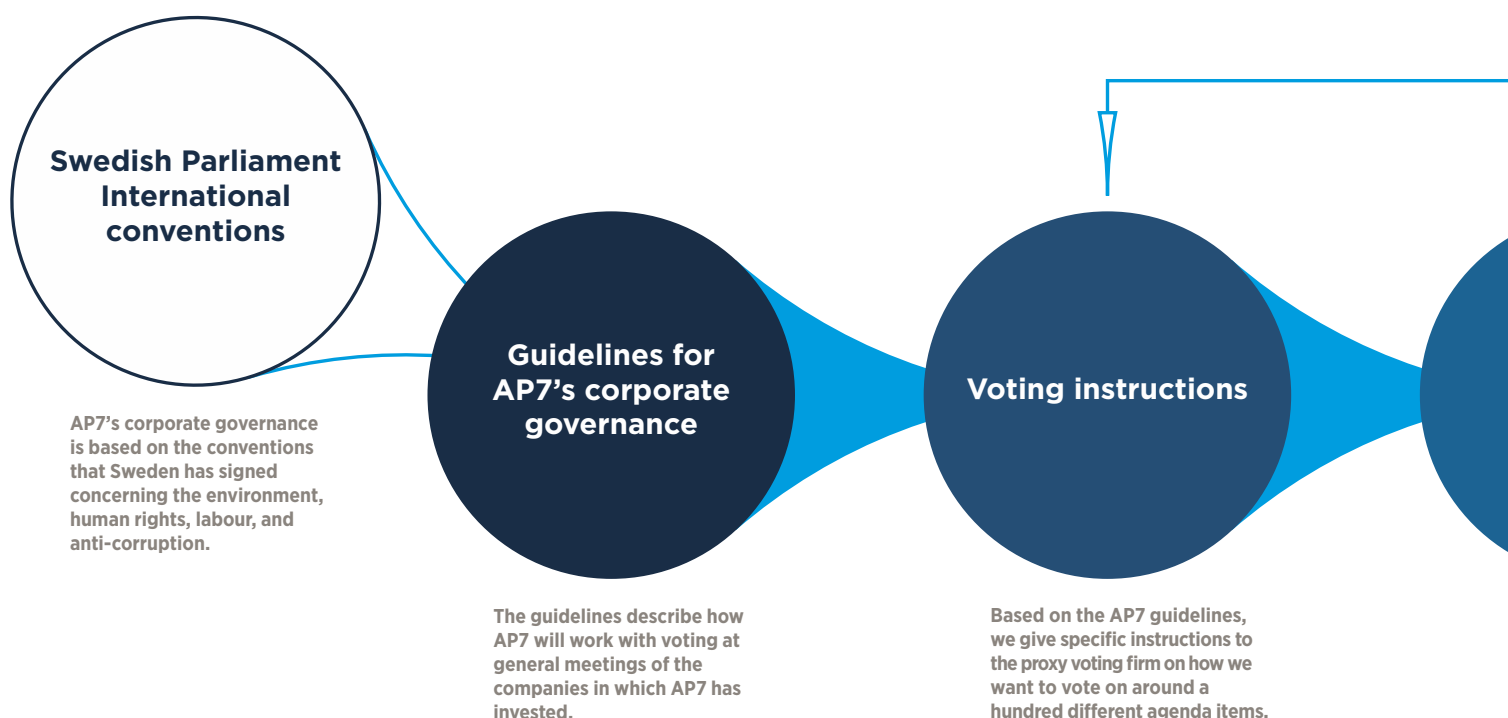 Swedish Parliament
International
conventions
AP7’s corporate governance
is based on the conventions
that Sweden has signed
concerning the environment,
human rights, labour, and
anti-corruption.
Guidelines for
AP7’s corporate
governance
The guidelines describe how
AP7 will work with voting at
general meetings of the
companies in which AP7 has
invested.
Voting instructions
Based on the AP7 guidelines,
we give specific instructions to
the proxy voting firm on how we
want to vote on around a
hundred different agenda items.